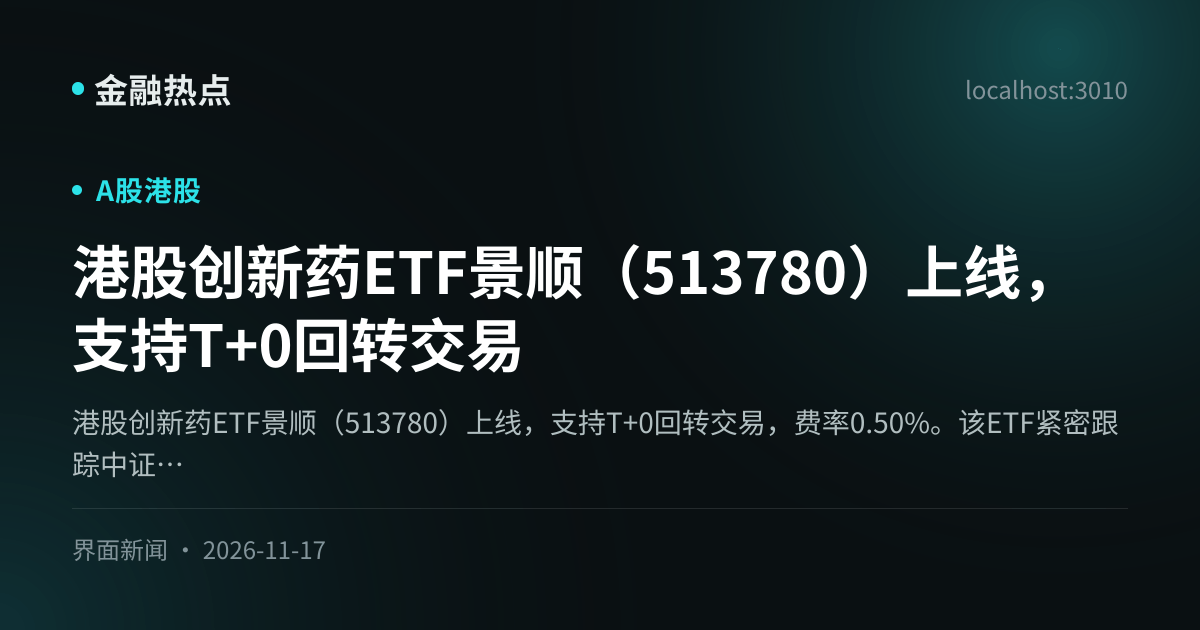 金融热点
localhost:3010
A股港股
港股创新药ETF景顺（513780）上线，
支持T+0回转交易
港股创新药ETF景顺（513780）上线，支持T+0回转交易，费率0.50%。该ETF紧密跟
踪中证…
界面新闻 · 2026-11-17